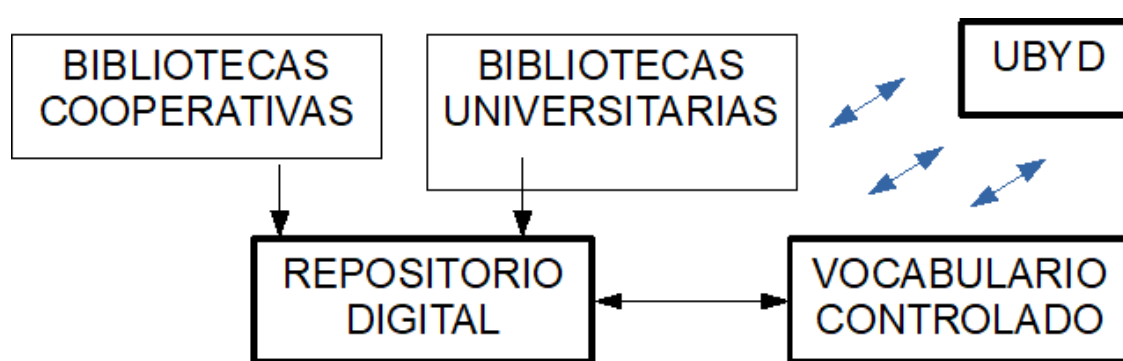 BIBLIOTECAS
COOPERATIVAS
BIBLIOTECAS
UNIVERSITARIAS
UBYD
REPOSITORIO
DIGITAL
VOCABULARIO
CONTROLADO